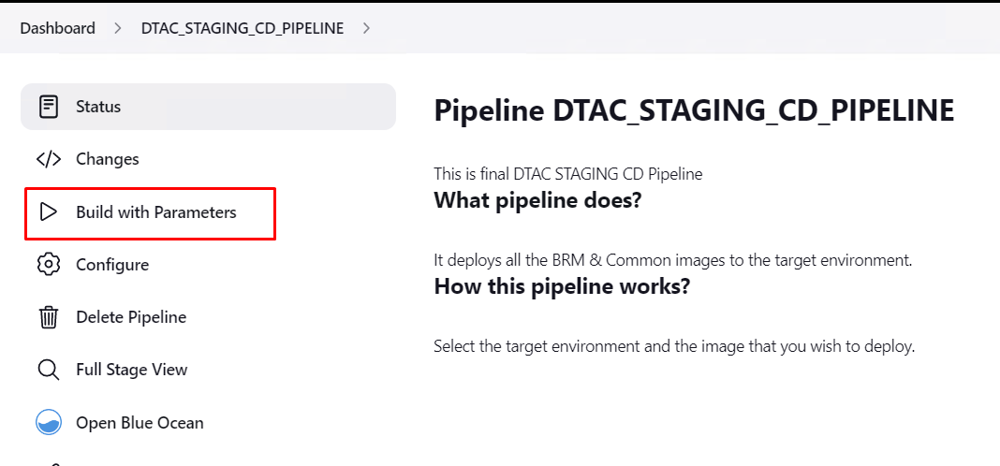 Dashboard > DTAC_STAGING_CD_PIPELINE >
Status
Changes
Build with Parameters
Configure
Delete Pipeline
Full Stage View
Open Blue Ocean
Pipeline DTAC_STAGING_CD_PIPELINE
This is final DTAC STAGING CD Pipeline
What pipeline does?
It deploys all the BRM & Common images to the target environment.
How this pipeline works?
Select the target environment and the image that you wish to deploy.